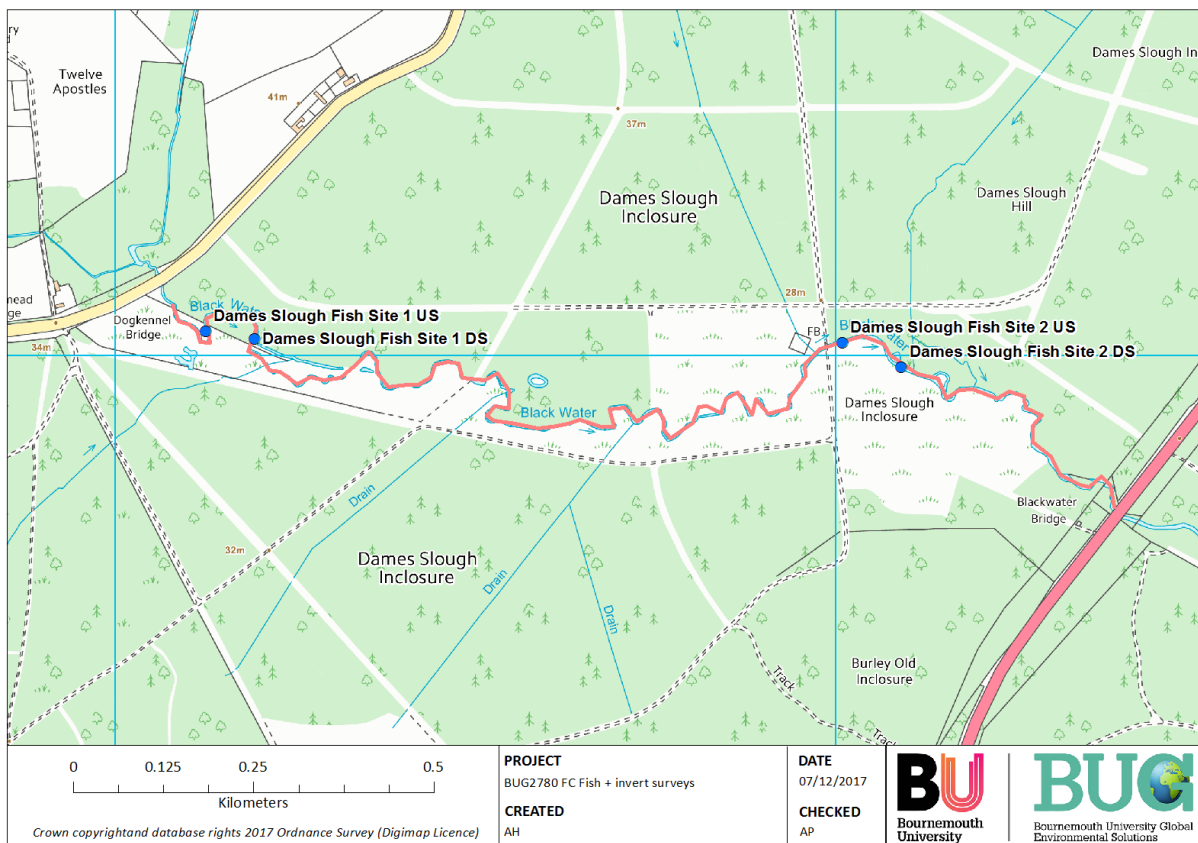 ry
Twelve
Apostles
41m
37m
Dames Slough In
Dames Slough
Inclosure
Dames Slough
Hill
28m
mead
ge
Black Wate
Dogkennel
Bridge
Dames Slough Fish Site 1 US
Dames Slough Fish Site 1 DS
34m
FB
Dames Slough Fish Site 2 US
Dames Slough Fish Site 2 DS
Black Water
Dames Slough
Inclosure
Drain
Blackwater
Bridge
32m
Dames Slough
Inclosure
Drain
Drain
Burley Old
Inclosure
Track
Track
0 0.125 0.25 0.5
Kilometers
Crown copyrightand database rights 2017 Ordnance Survey (Digimap Licence)
PROJECT
BUG2780 FC Fish + invert surveys
CREATED
AH
DATE
07/12/2017
CHECKED
AP
BU
Bournemouth
University
BUG
Bournemouth University Global
Environmental Solutions